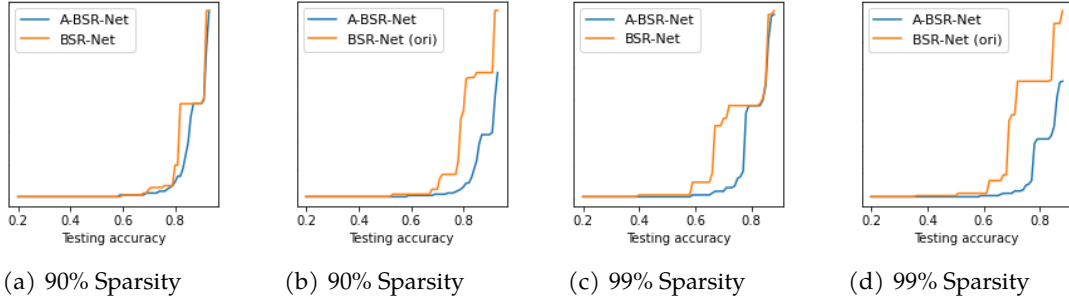 A-BSR-Net
BSR-Net
0.2 0.4 0.6 0.8
Testing accuracy
(a) 90% Sparsity
A-BSR-Net
BSR-Net (ori)
0.2 0.4 0.6 0.8
Testing accuracy
(b) 90% Sparsity
A-BSR-Net
BSR-Net
0.2 0.4 0.6 0.8
Testing accuracy
(c) 99% Sparsity
A-BSR-Net
BSR-Net (ori)
0.2 0.4 0.6 0.8
Testing accuracy
(d) 99% Sparsity